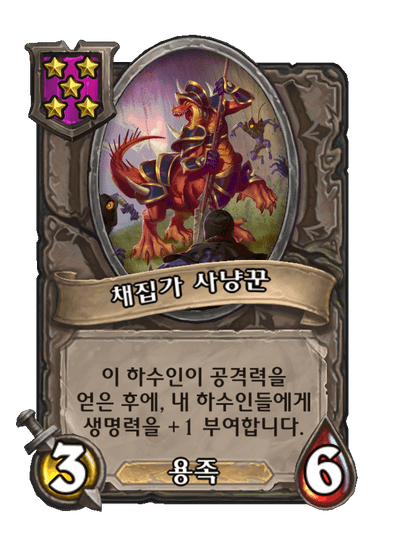 채집가 사냥꾼
이 하수인이 공격력을
얻은 후에, 내 하수인들에게
생명력을 +1 부여합니다.
3
용족
6